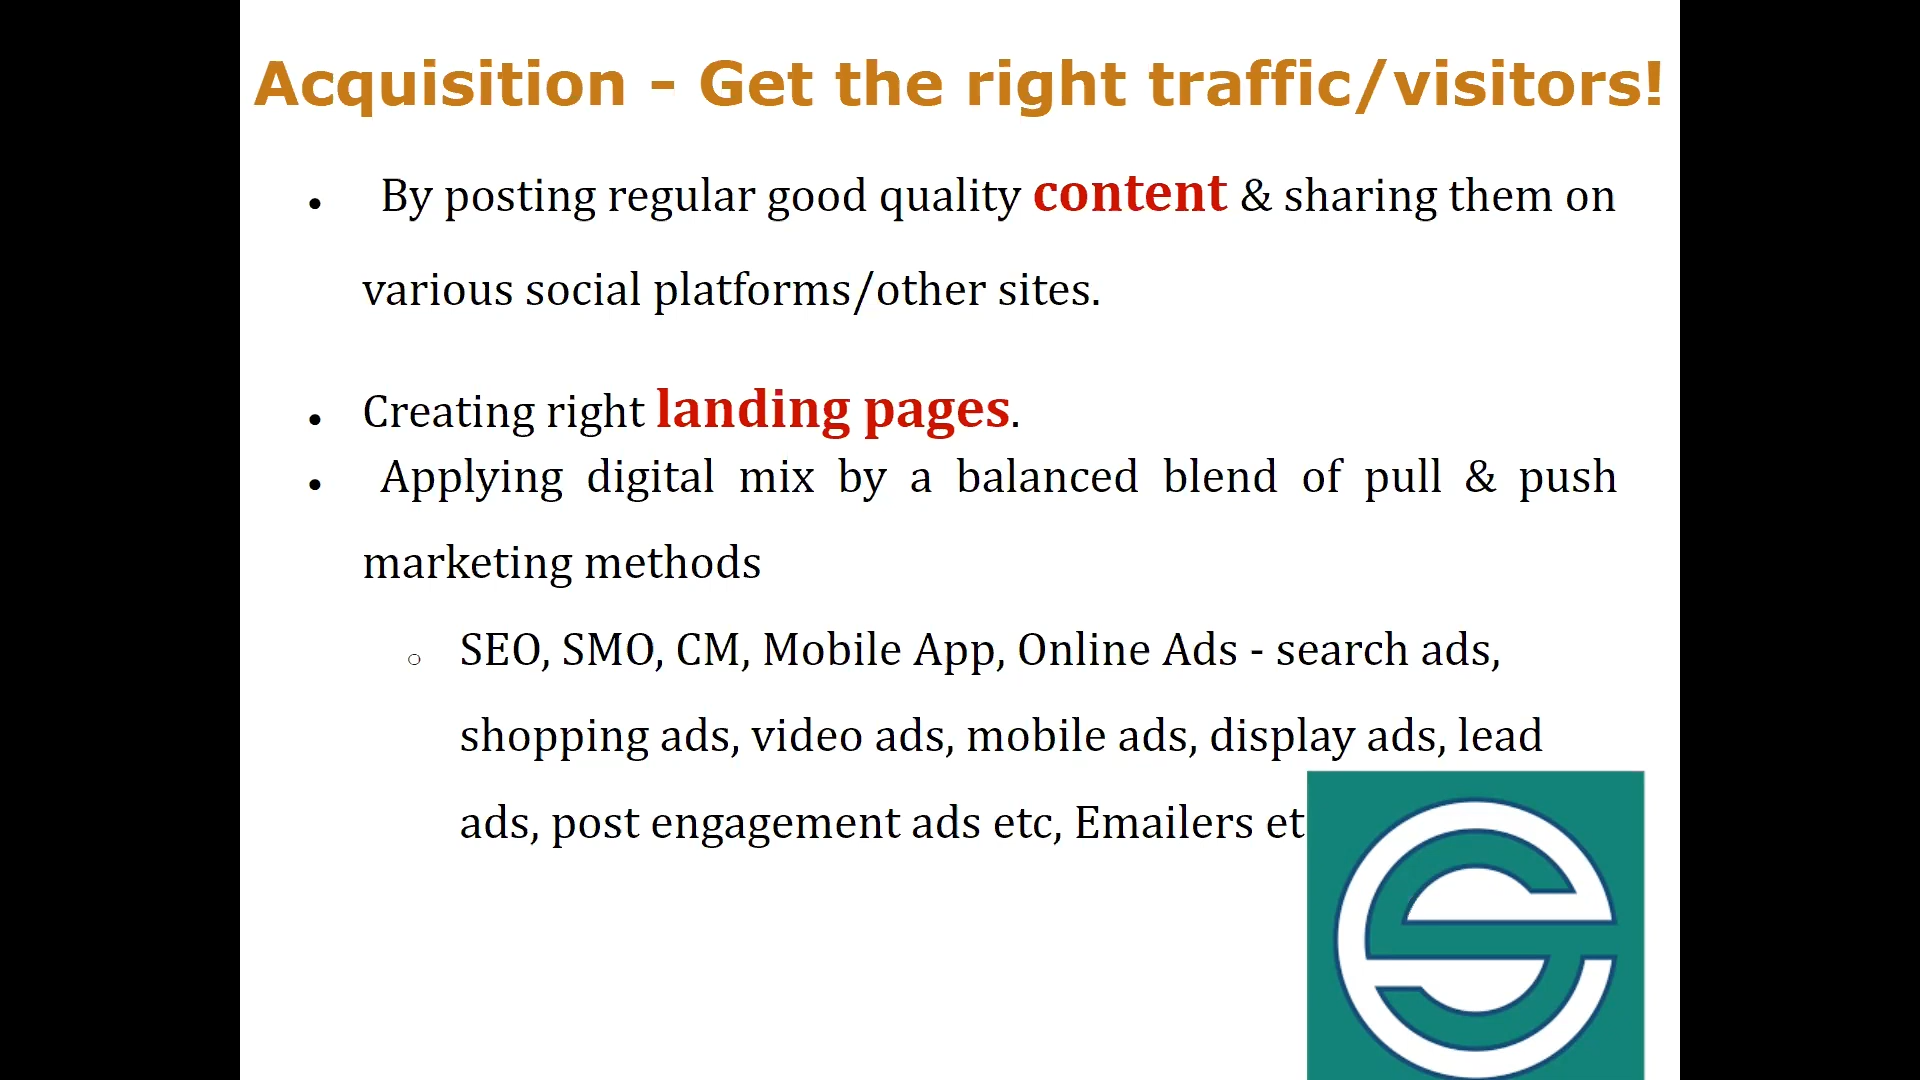 Acquisition - Get the right traffic/visitors!
• By posting regular good quality content & sharing them on
various social platforms/other sites.
• Creating right landing pages.
• Applying digital mix by a balanced blend of pull & push
marketing methods
○ SEO, SMO, CM, Mobile App, Online Ads - search ads,
shopping ads, video ads, mobile ads, display ads, lead
ads, post engagement ads etc, Emailers et